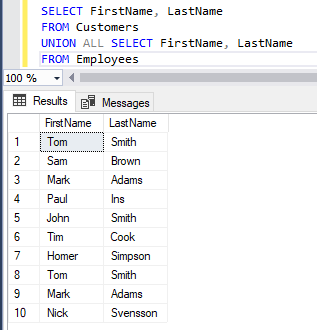 SELECT FirstName, LastName
FROM Customers
UNION ALL SELECT FirstName, LastName
FROM Employees
100 %
Results Messages
FirstName LastName
1 Tom Smith
2 Sam Brown
3 Mark Adams
4 Paul Ins
5 John Smith
6 Tim Cook
7 Homer Simpson
8 Tom Smith
9 Mark Adams
10 Nick Svensson